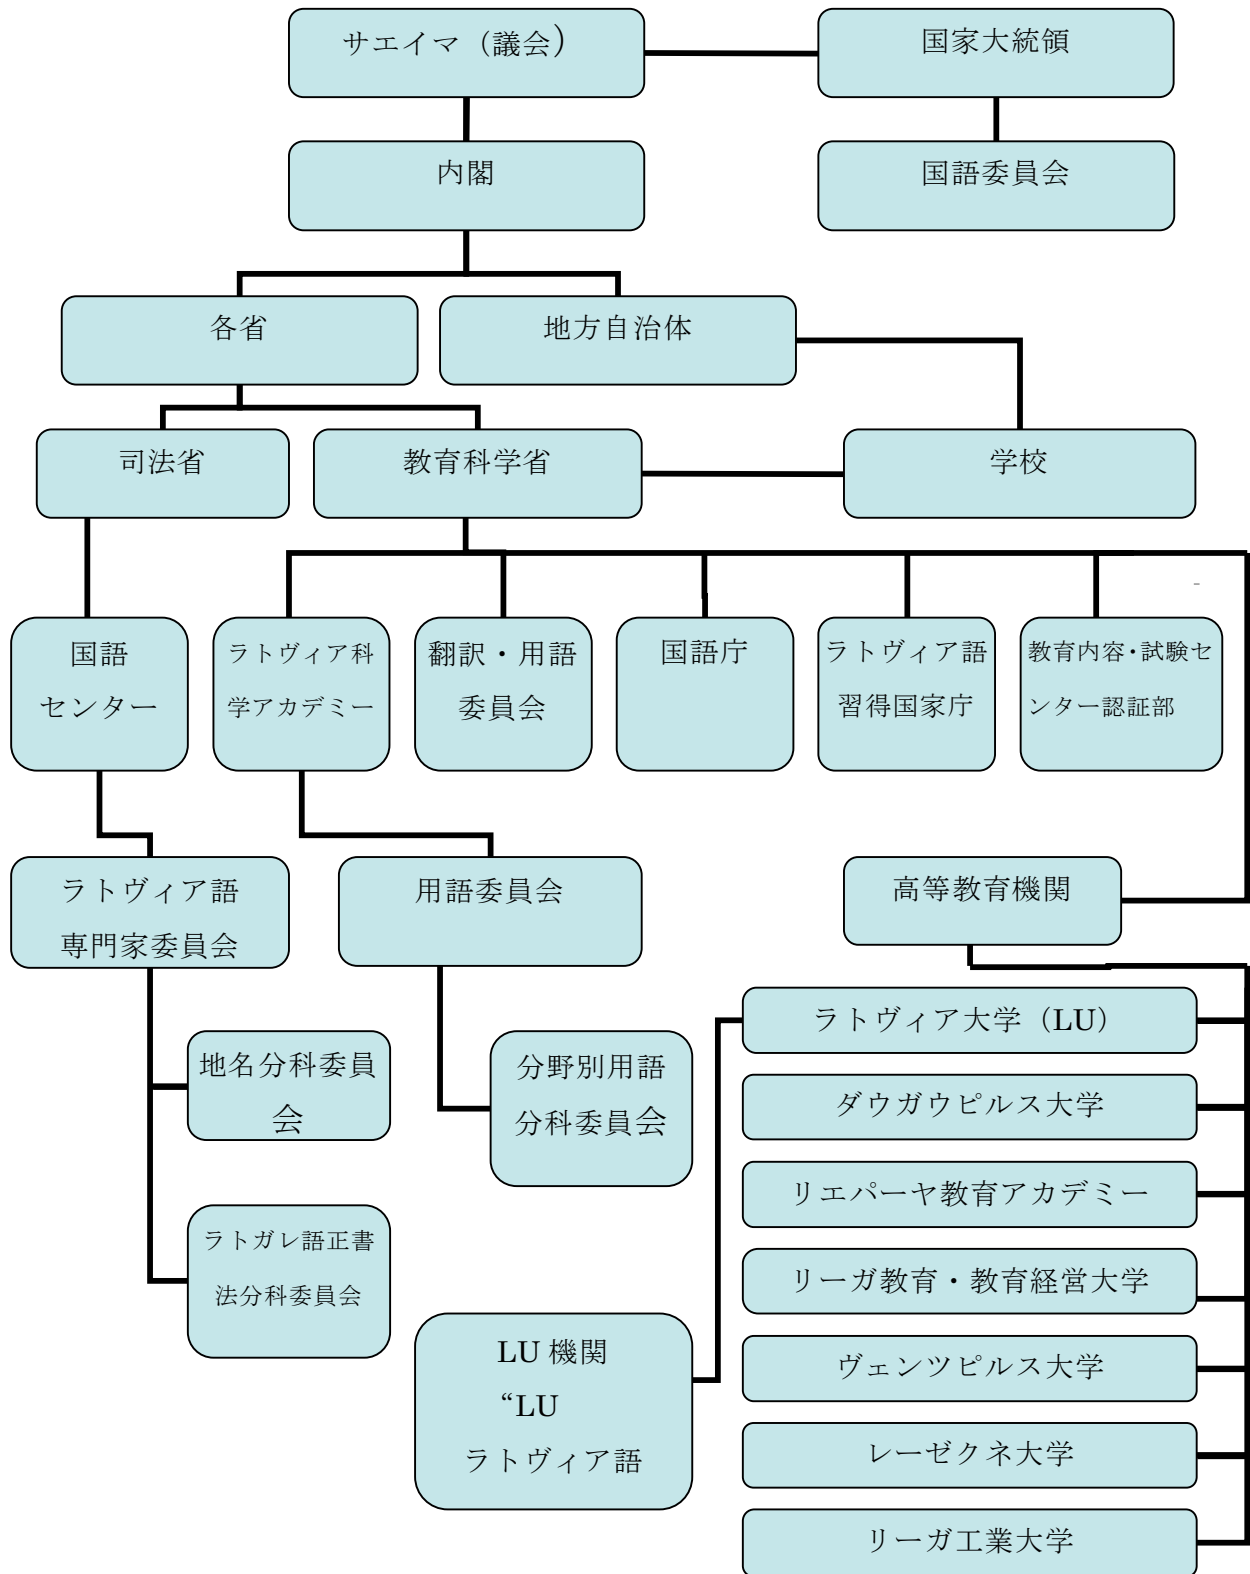 サエイマ（議会）
国家大統領
内閣
国語委員会
各省
地方自治体
司法省
教育科学省
学校
国語
センター
ラトヴィア科
学アカデミー
翻訳・用語
委員会
国語庁
ラトヴィア語
習得国家庁
教育内容・試験セ
ンター認証部
ラトヴィア語
専門家委員会
用語委員会
高等教育機関
地名分科委員
会
分野別用語
分科委員会
ラトガレ語正書
法分科委員会
LU 機関
“LU
ラトヴィア語
ラトヴィア大学（LU）
ダウガウピルス大学
リエパーヤ教育アカデミー
リーガ教育・教育経営大学
ヴェンツピルス大学
レーゼクネ大学
リーガ工業大学